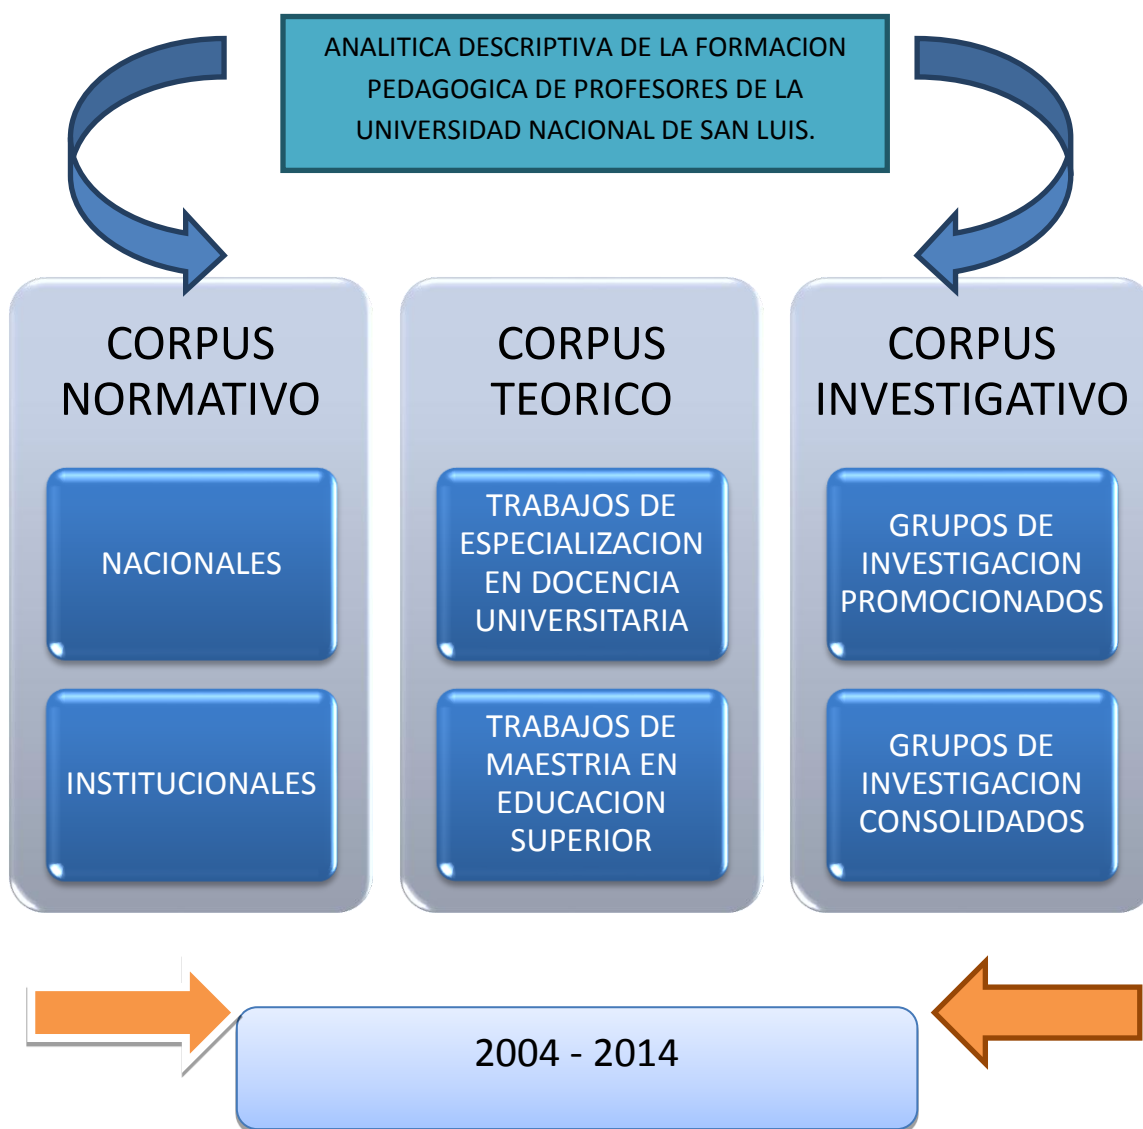 ANALITICA DESCRIPTIVA DE LA FORMACION
PEDAGOGICA DE PROFESORES DE LA
UNIVERSIDAD NACIONAL DE SAN LUIS.
CORPUS
NORMATIVO
NACIONALES
INSTITUCIONALES
CORPUS
TEORICO
TRABAJOS DE
ESPECIALIZACION
EN DOCENCIA
UNIVERSITARIA
TRABAJOS DE
MAESTRIA EN
EDUCACION
SUPERIOR
CORPUS
INVESTIGATIVO
GRUPOS DE
INVESTIGACION
PROMOCIONADOS
GRUPOS DE
INVESTIGACION
CONSOLIDADOS
2004 - 2014